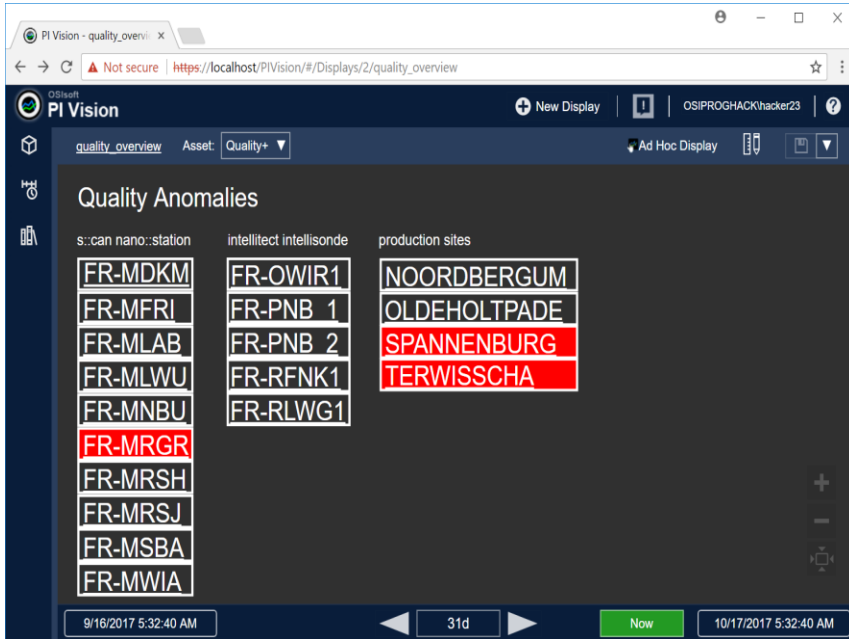 PI Vision - quality_overvi
Not secure | https://localhost/PIVision/#/Displays/2/quality_overview
OSIsoft
PI Vision
New Display
OSIPROGHACK\hacker23
quality_overview Asset: Quality+
Ad Hoc Display
Quality Anomalies
s::can nano::station
FR-MDKM
FR-MFRI
FR-MLAB
FR-MLWU
FR-MNBU
FR-MRGR
FR-MRSH
FR-MRSJ
FR-MSBA
FR-MWIA
intellitect intellisonde
FR-OWIR1
FR-PNB_1
FR-PNB_2
FR-RFNK1
FR-RLWG1
production sites
NOORDBERGUM
OLDEHOLTPADE
SPANNENBURG
TERWISSCHA
9/16/2017 5:32:40 AM
31d
Now
10/17/2017 5:32:40 AM